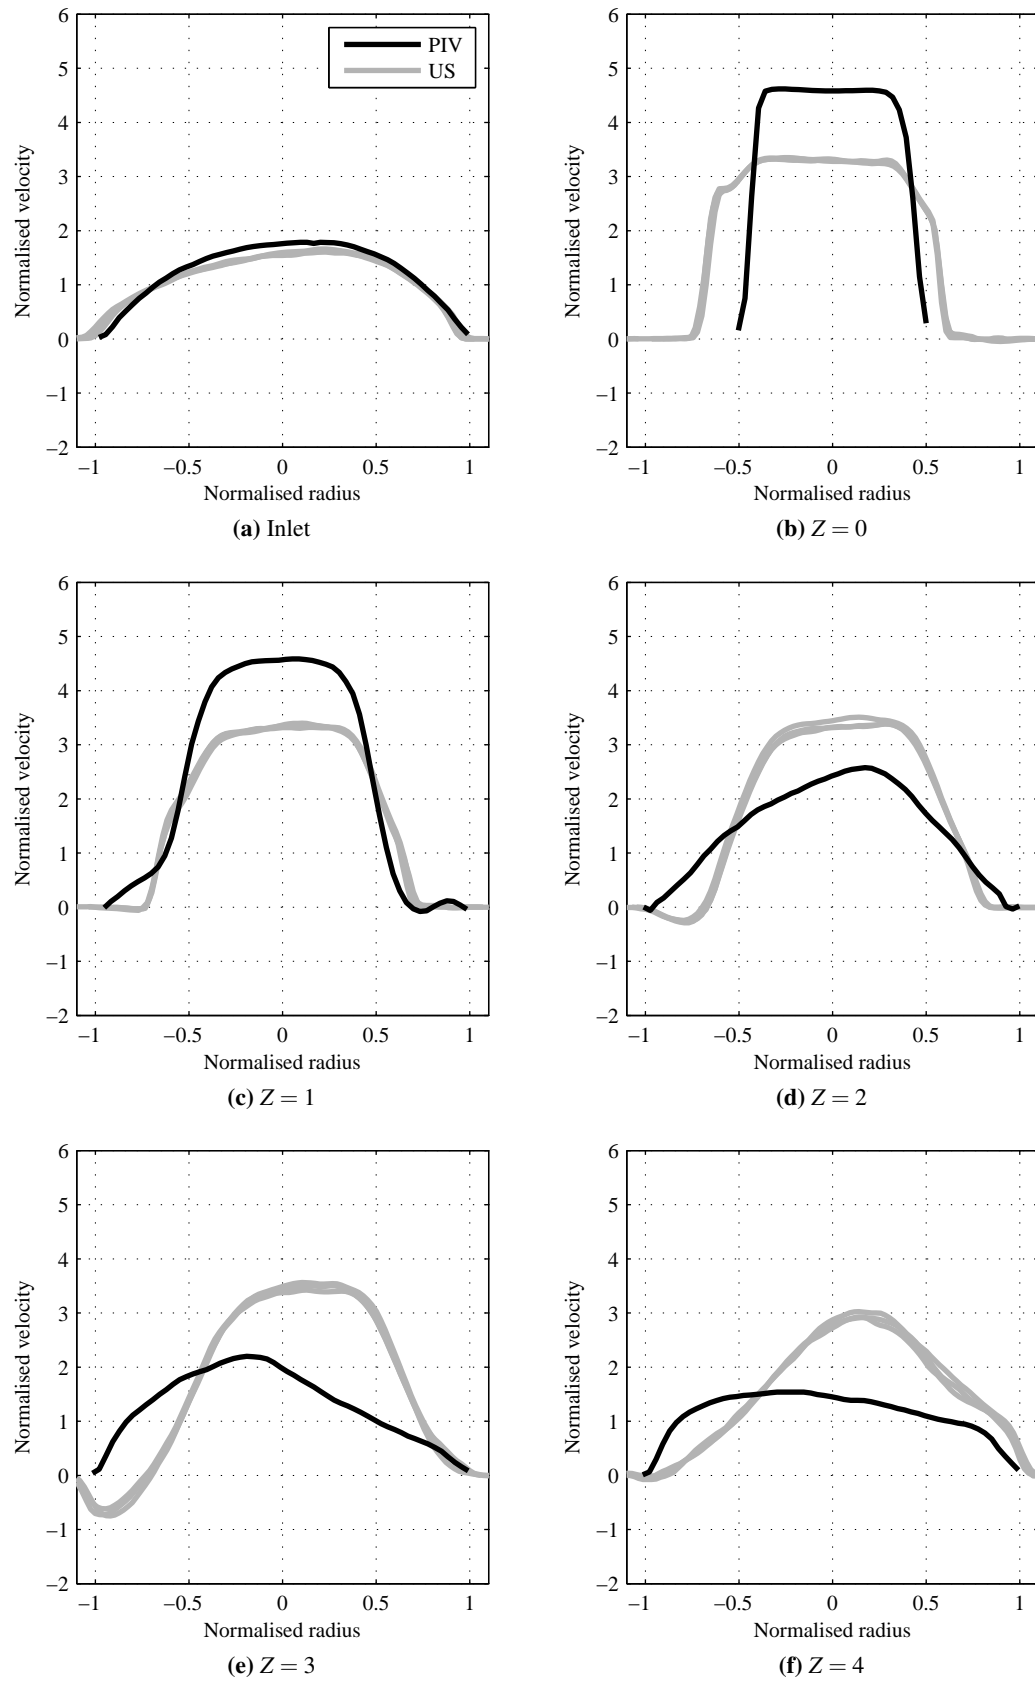 6
5
4
3
2
1
0
−1
−2
Normalised velocity
PIV
US
−1 −0.5 0 0.5 1
Normalised radius
(a) Inlet
6
5
4
3
2
1
0
−1
−2
Normalised velocity
−1 −0.5 0 0.5 1
Normalised radius
(b) Z = 0
6
5
4
3
2
1
0
−1
−2
Normalised velocity
−1 −0.5 0 0.5 1
Normalised radius
(c) Z = 1
6
5
4
3
2
1
0
−1
−2
Normalised velocity
−1 −0.5 0 0.5 1
Normalised radius
(d) Z = 2
6
5
4
3
2
1
0
−1
−2
Normalised velocity
−1 −0.5 0 0.5 1
Normalised radius
(e) Z = 3
6
5
4
3
2
1
0
−1
−2
Normalised velocity
−1 −0.5 0 0.5 1
Normalised radius
(f) Z = 4